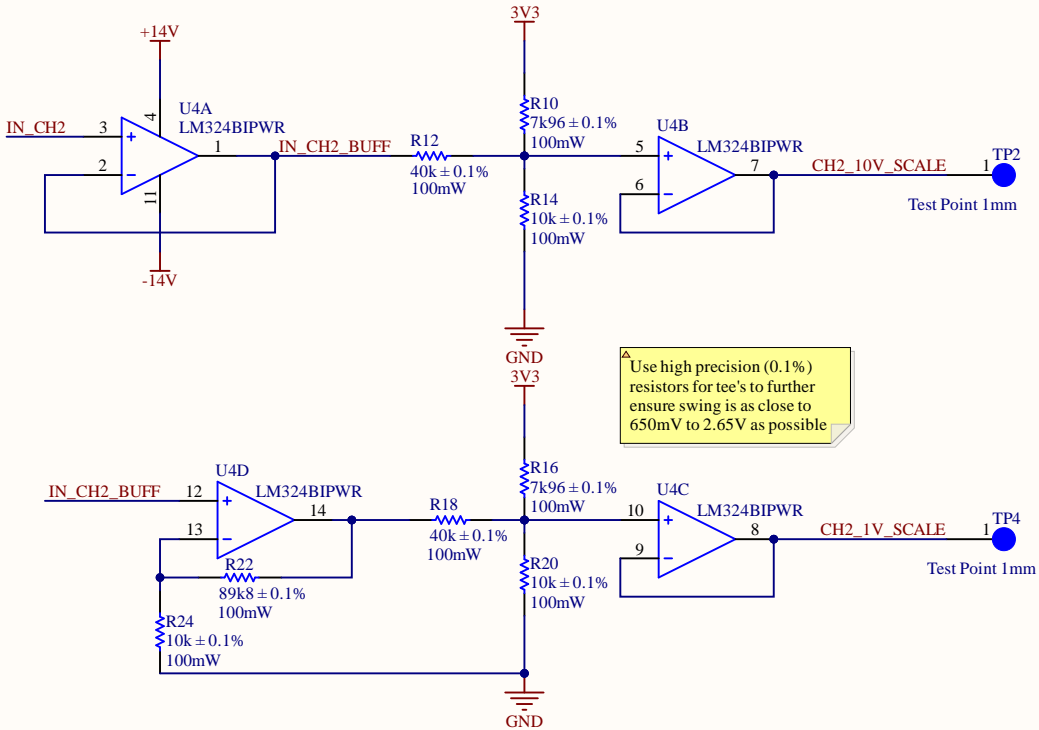 3V3
+14V
4
U4A
LM324BIPWR
IN_CH2
3
2
1
11
-14V
IN_CH2_BUFF
R12
40k ± 0.1%
100mW
R10
7k96 ± 0.1%
100mW
R14
10k ± 0.1%
100mW
GND
U4B
LM324BIPWR
5
6
7
CH2_10V_SCALE
1
TP2
Test Point 1mm
Use high precision (0.1%)
resistors for tee's to further
ensure swing is as close to
650mV to 2.65V as possible
3V3
U4D
LM324BIPWR
IN_CH2_BUFF
12
13
14
R22
89k8 ± 0.1%
100mW
R24
10k ± 0.1%
100mW
R18
40k ± 0.1%
100mW
R16
7k96 ± 0.1%
100mW
R20
10k ± 0.1%
100mW
GND
U4C
LM324BIPWR
10
9
8
CH2_1V_SCALE
1
TP4
Test Point 1mm